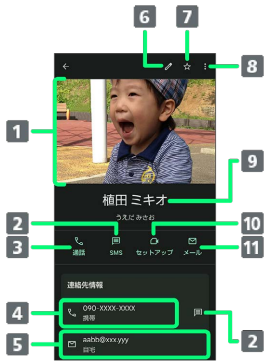 6
7
8
1
植田 ミキオ
9
うえだ みきお
2
10
3
通話
SMS
セットアップ
メール
11
連絡先情報
4
090-XXXX-XXXX
携帯
5
aabb@xxx.yyy
自宅
2